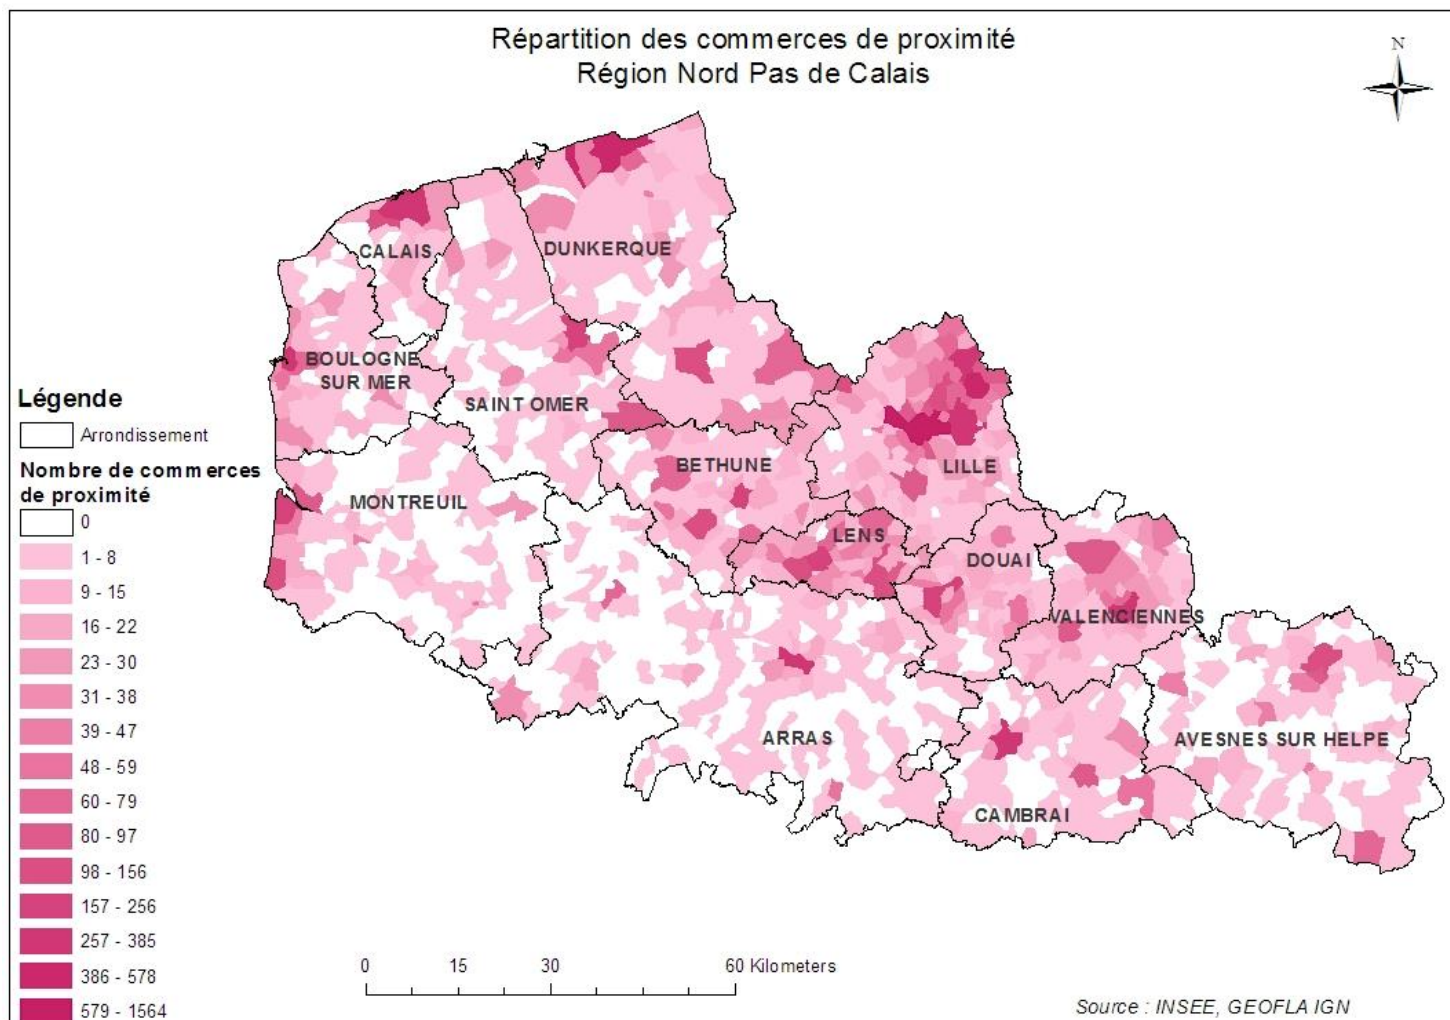 Répartition des commerces de proximité
Région Nord Pas de Calais
N
CALAIS
DUNKERQUE
BOULOGNE
SUR MER
SAINT OMER
BETHUNE
LILLE
MONTREUIL
LENS
DOUAI
VALENCIENNES
ARRAS
AVESNES SUR HELPE
CAMBRAI
Légende
Arrondissement
Nombre de commerces
de proximité
0
1 - 8
9 - 15
16 - 22
23 - 30
31 - 38
39 - 47
48 - 59
60 - 79
80 - 97
98 - 156
157 - 256
257 - 385
386 - 578
579 - 1564
0 15 30 60 Kilometers
Source : INSEE, GEOFLA IGN